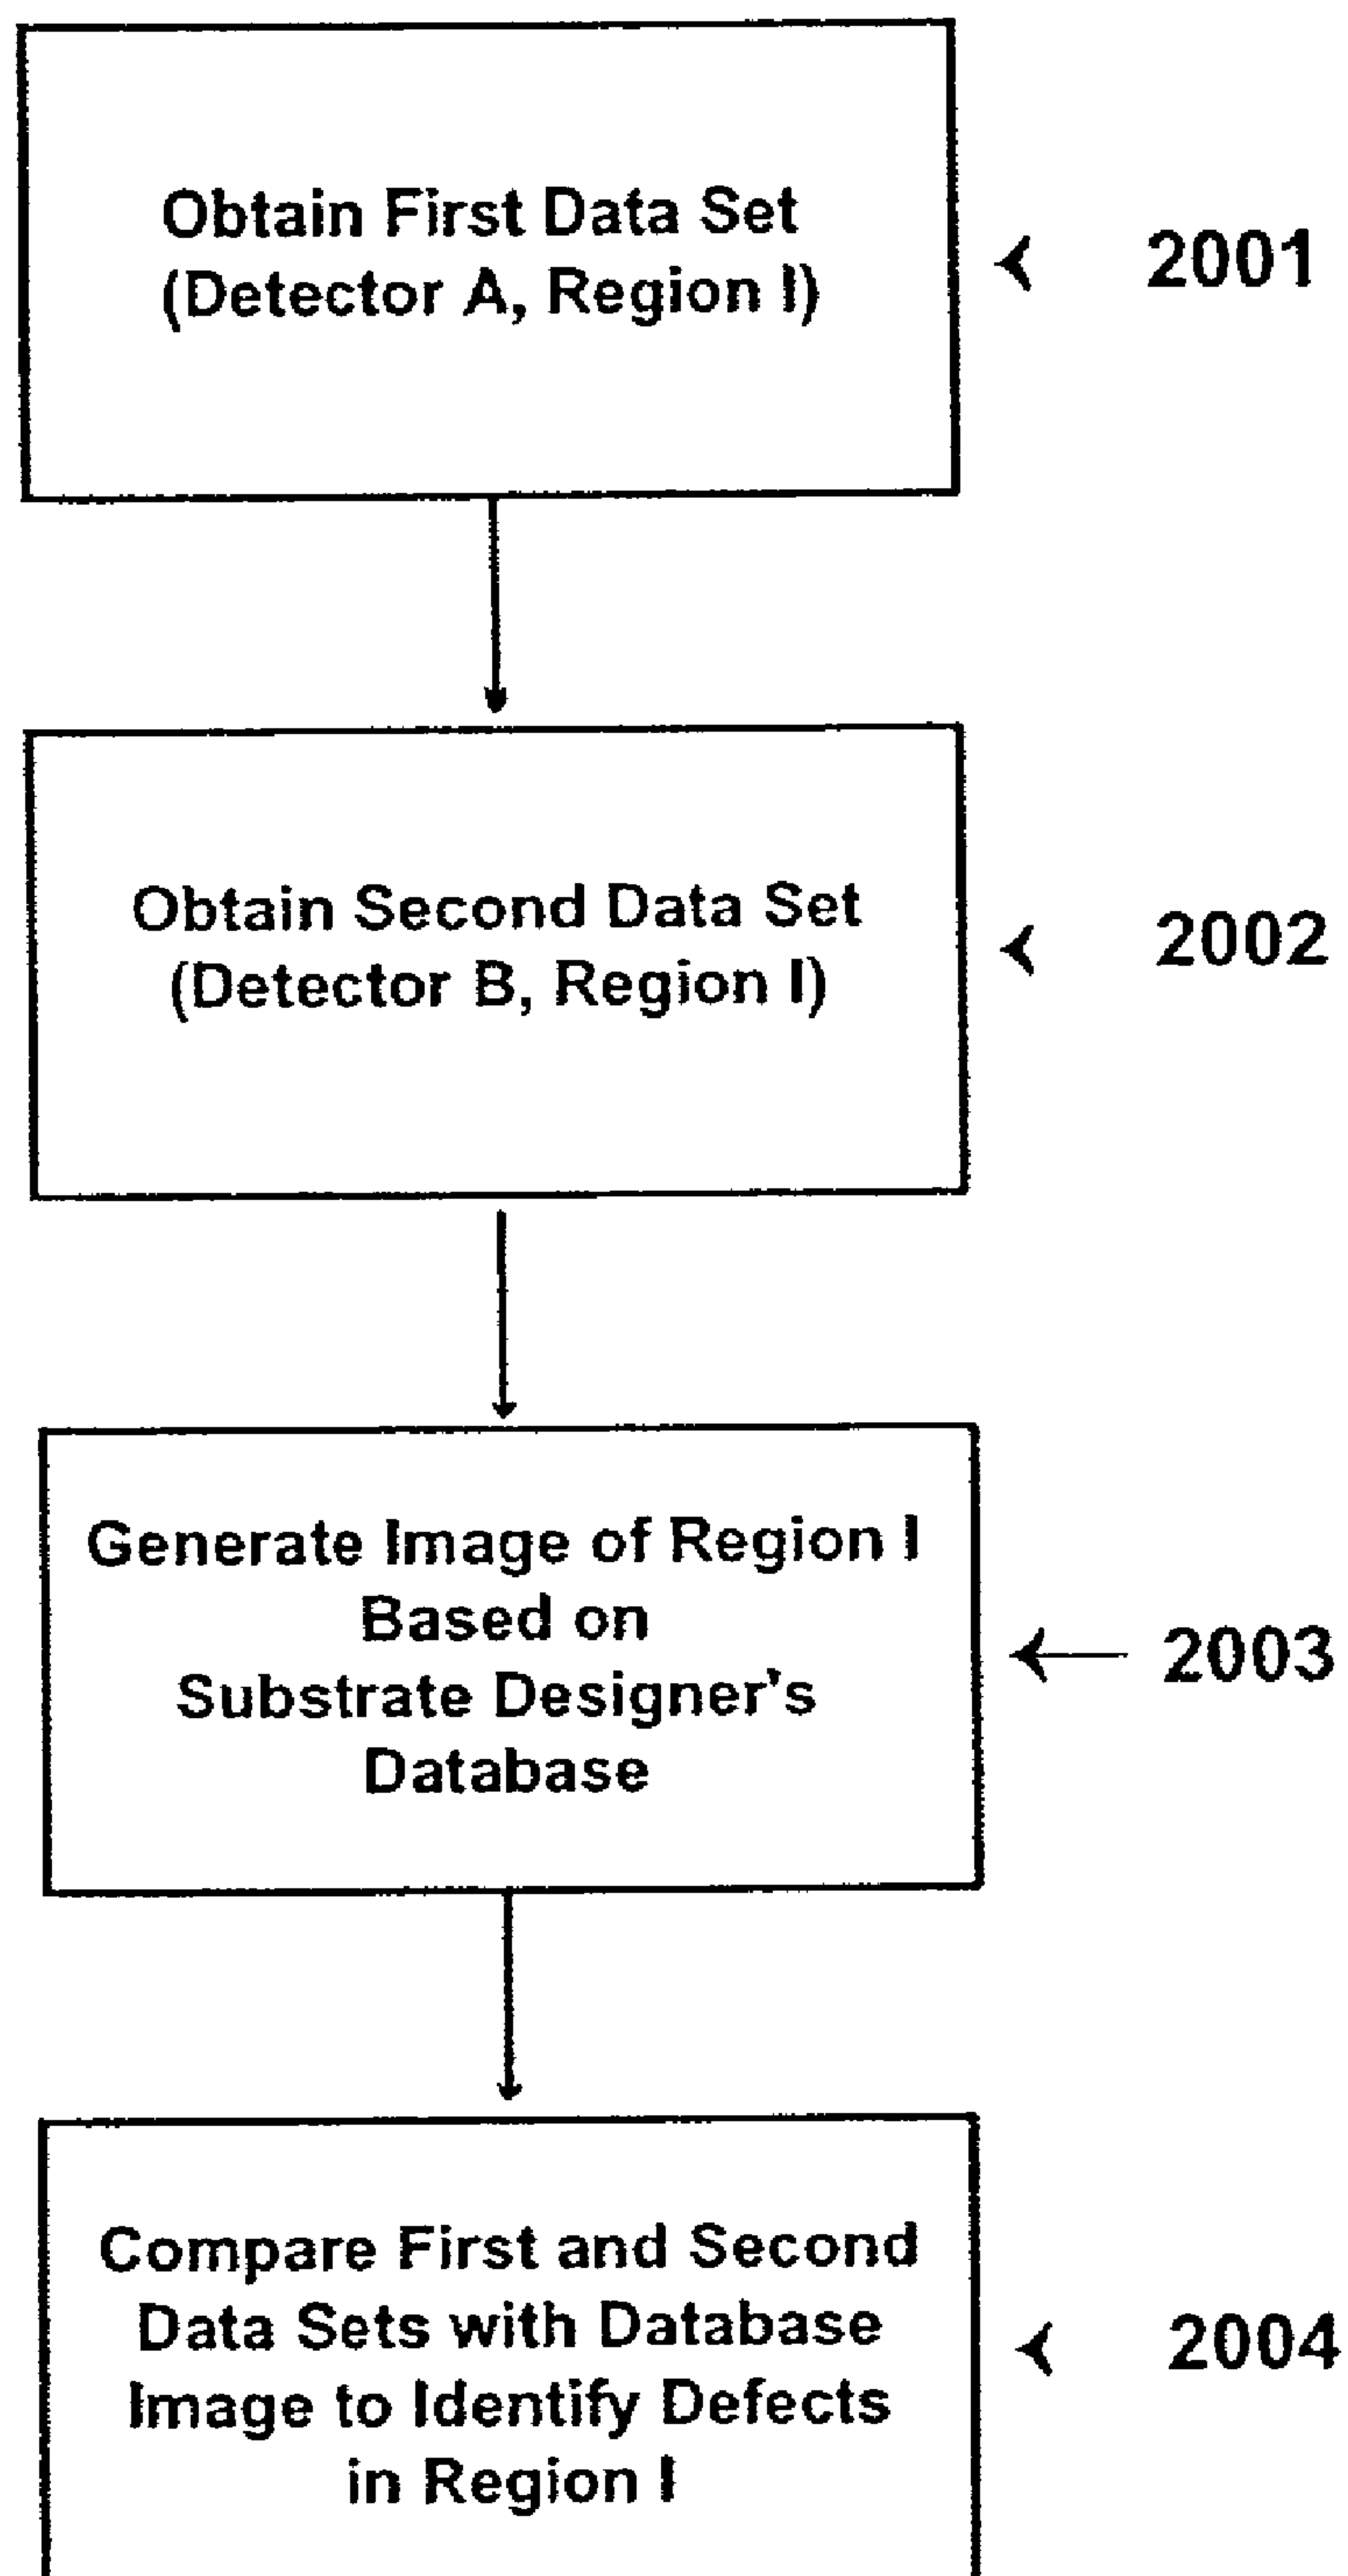 Obtain First Data Set
(Detector A, Region I)
2001
Obtain Second Data Set
(Detector B, Region I)
2002
Generate Image of Region I
Based on
Substrate Designer's
Database
2003
Compare First and Second
Data Sets with Database
Image to Identify Defects
in Region I
2004